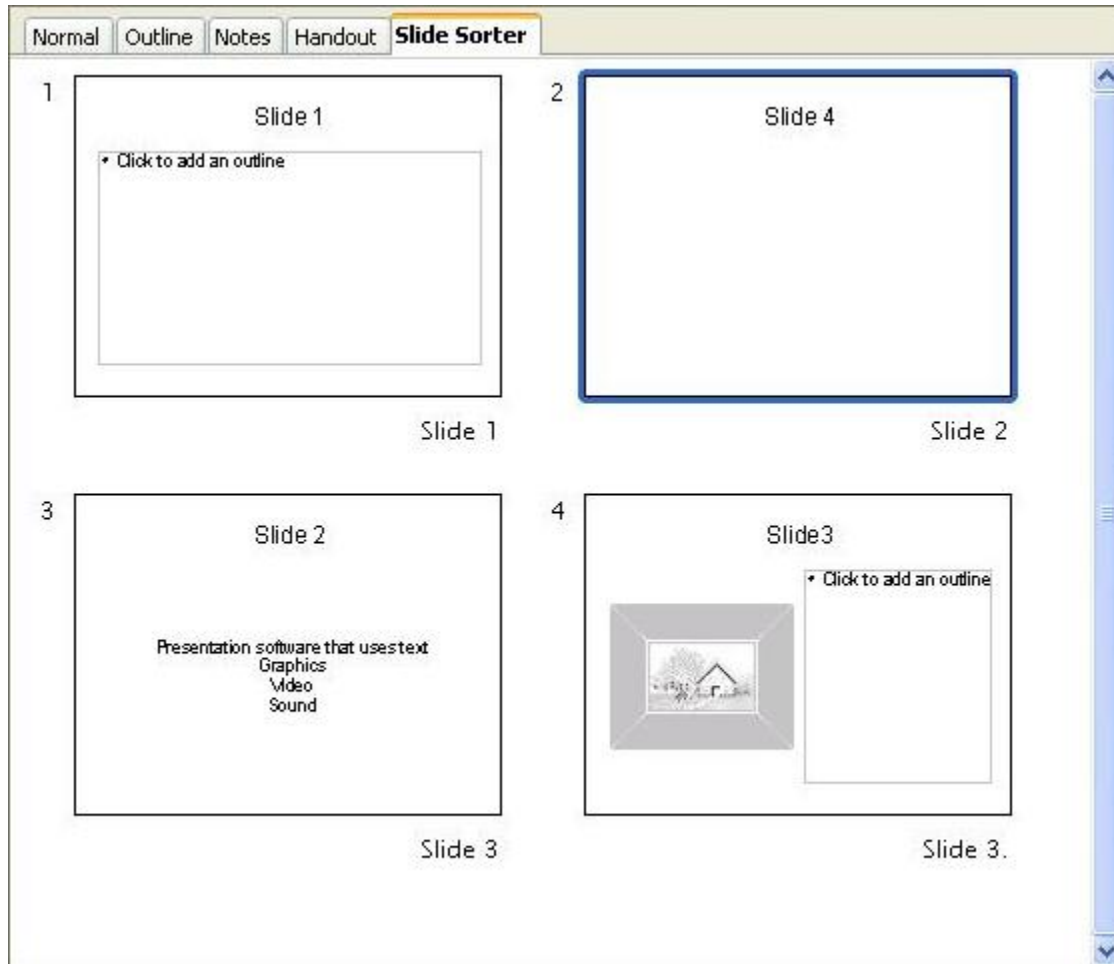 Normal Outline Notes Handout Slide Sorter
1
Slide 1
• Click to add an outline
Slide 1
2
Slide 4
Slide 2
3
Slide 2
Presentation software that uses text
Graphics
Video
Sound
Slide 3
4
Slide3
• Click to add an outline
Slide 3.